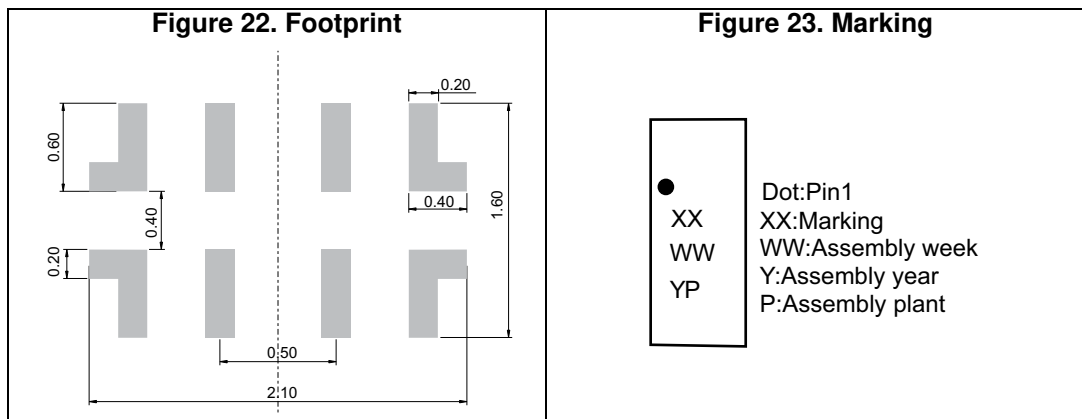 Figure 22. Footprint
0.20
0.60
0.40
0.40
1.60
0.20
0.50
2.10
Figure 23. Marking
XX
WW
YP
Dot:Pin1
XX:Marking
WW:Assembly week
Y:Assembly year
P:Assembly plant